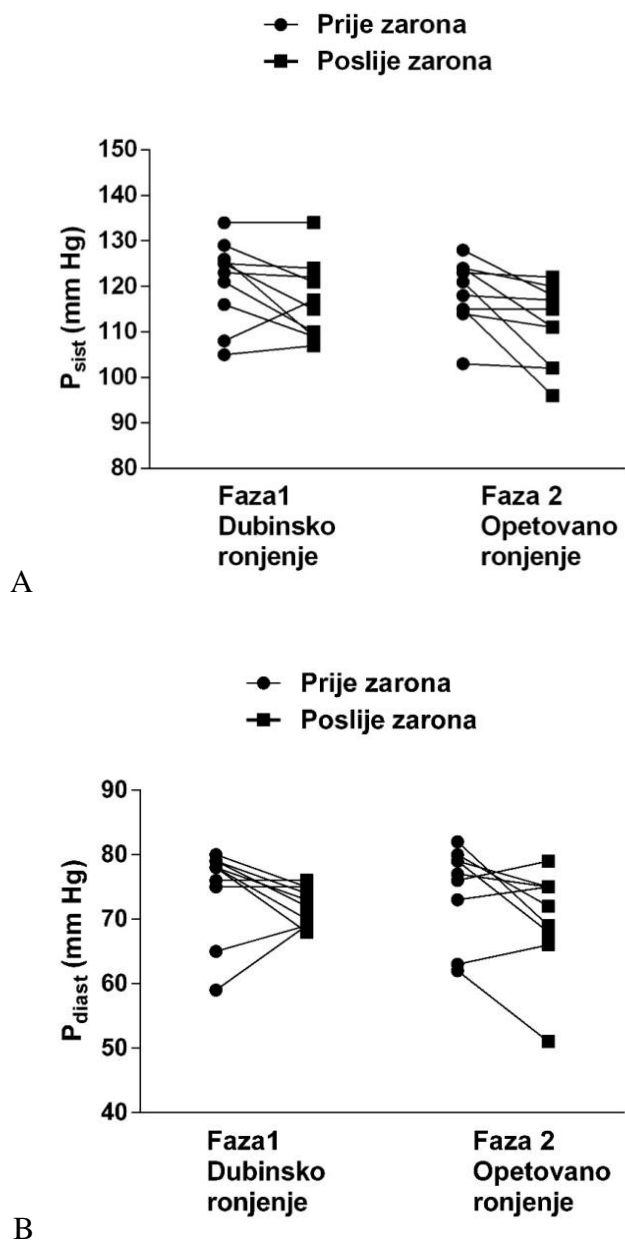 Prije zarona
Poslije zarona
150
140
130
120
110
100
90
80
P_sist (mm Hg)
Faza1
Dubinsko
ronjenje
Faza 2
Opetovano
ronjenje
A
Prije zarona
Poslije zarona
90
80
70
60
50
40
P_diast (mm Hg)
Faza1
Dubinsko
ronjenje
Faza 2
Opetovano
ronjenje
B